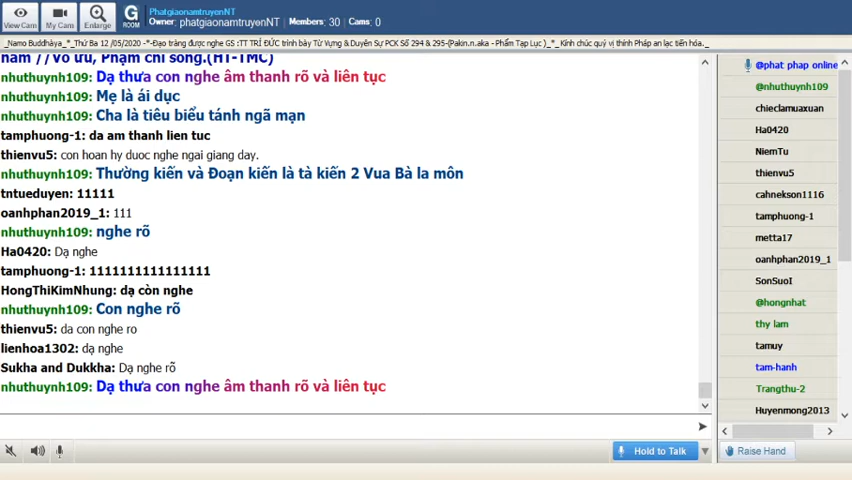 PhatgiaonamtruyenNT
Owner: phatgiaonamtruyenNT Members: 30 Cams: 0
View Cam
My Cam
Enlarge
G ROOM
_Namo Buddhàya_*_Thứ Ba 12 /05/2020 -*-Đạo tràng được nghe GS :TT TRÍ ĐỨC trình bày Từ Vựng & Duyên Sự PCK Số 294 & 295-(Pakin.n.aka - Phẩm Tạp Lục )_*_Kính chúc quý vị thính Pháp an lạc tiến hóa._
năm //Vô ưu, Phạm chí sống.(HT-TMC)
nhuthuynh109: Dạ thưa con nghe âm thanh rõ và liên tục
nhuthuynh109: Mẹ là ái dục
nhuthuynh109: Cha là tiêu biểu tánh ngã mạn
tamphuong-1: da am thanh lien tuc
thienvu5: con hoan hy duoc nghe ngai giang day.
nhuthuynh109: Thường kiến và Đoạn kiến là tà kiến 2 Vua Bà la môn
tntueduyen: 11111
oanhphan2019_1: 111
nhuthuynh109: nghe rõ
Ha0420: Dạ nghe
tamphuong-1: 1111111111111111
HongThiKimNhung: dạ còn nghe
nhuthuynh109: Con nghe rõ
thienvu5: da con nghe ro
lienhoa1302: dạ nghe
Sukha and Dukkha: Dạ nghe rõ
nhuthuynh109: Dạ thưa con nghe âm thanh rõ và liên tục
Hold to Talk
@phat phap online
@nhuthuynh109
chieclamuaxuan
Ha0420
NiemTu
thienvu5
cahnekson1116
tamphuong-1
metta17
oanhphan2019_1
SonSuoI
@hongnhat
thy lam
tamuy
tam-hanh
Trangthu-2
Huyenmong2013
Raise Hand